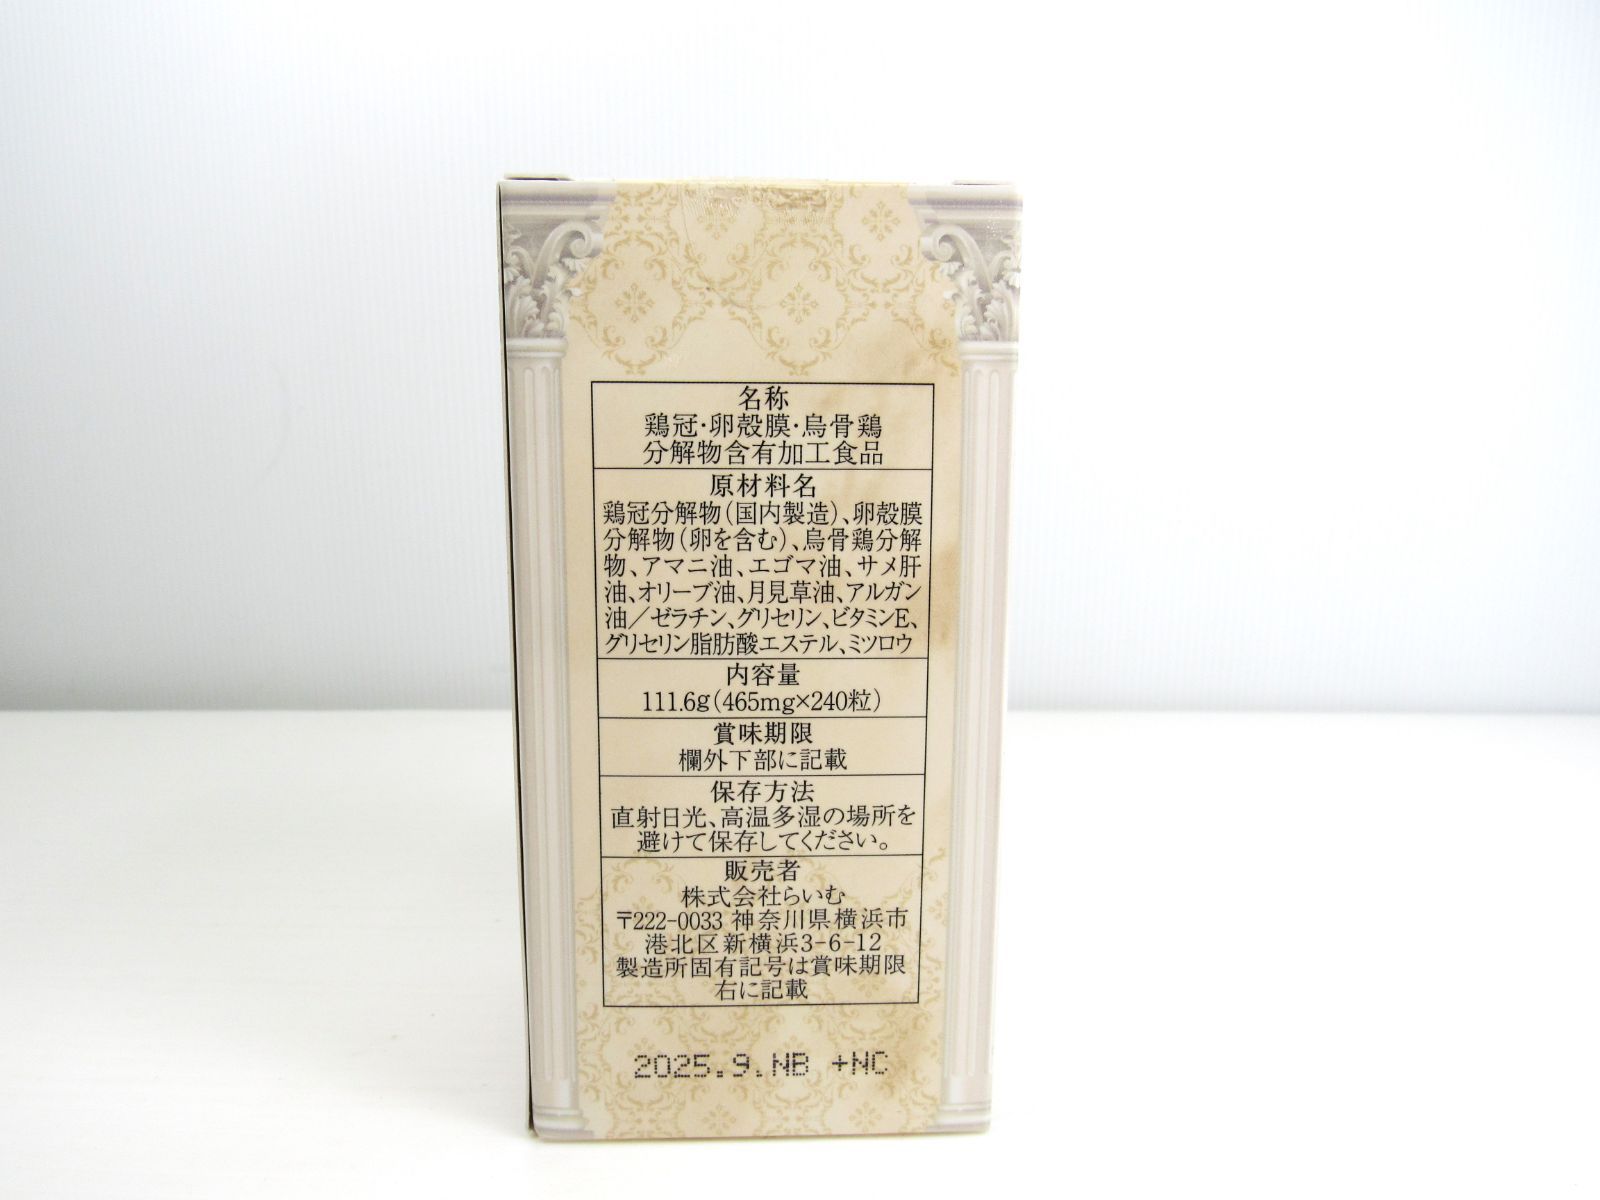 名称
鶏冠・卵殻膜・烏骨鶏
分解物含有加工食品
原材料名
鶏冠分解物(国内製造)、卵殻膜
分解物(卵を含む)、烏骨鶏分解
物、アマニ油、エゴマ油、サメ肝
油、オリーブ油、月見草油、アルガン
油/ゼラチン、グリセリン、ビタミンE、
グリセリン脂肪酸エステル、ミツロウ
内容量
111.6g(465mg×240粒)
賞味期限
欄外下部に記載
保存方法
直射日光、高温多湿の場所を
避けて保存してください。
販売者
株式会社らいむ
〒222-0033 神奈川県横浜市
港北区新横浜3-6-12
製造所固有記号は賞味期限
右に記載
2025.9.NB +NC